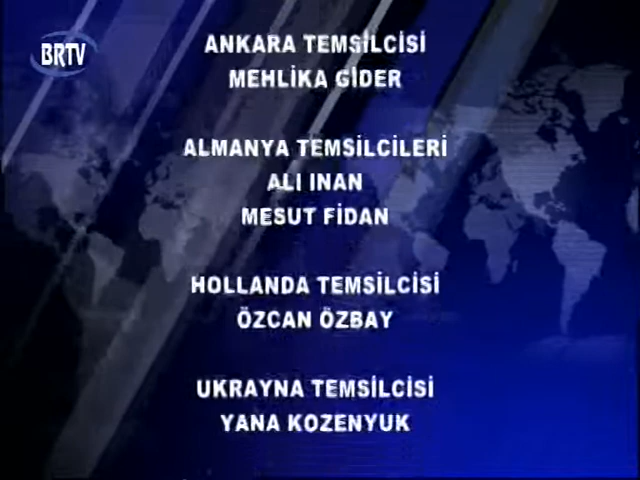 BRTV
ANKARA TEMSİLCİSİ
MEHLİKA GİDER
ALMANYA TEMSİLCİLERİ
ALI INAN
MESUT FİDAN
HOLLANDA TEMSİLCİSİ
ÖZCAN ÖZBAY
UKRAYNA TEMSİLCİSİ
YANA KOZENYUK